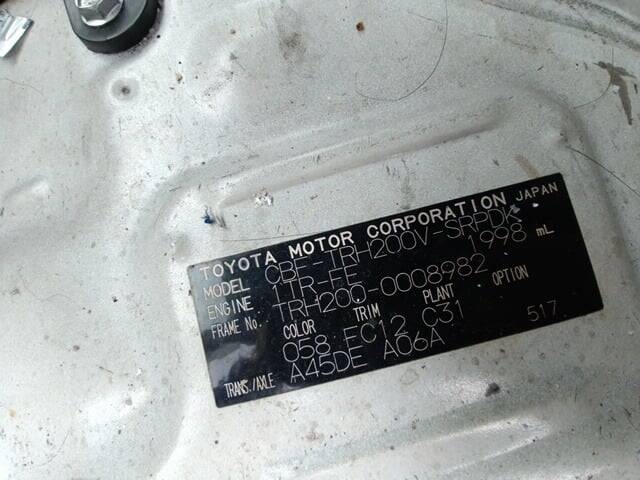 TOYOTA MOTOR CORPORATION JAPAN
MODEL CBF-TRH200V-SRPDK
ENGINE 1TR-FE 1998 mL
FRAME No. TRH200-0008982
COLOR TRIM PLANT OPTION
058 FC12 C31 517
TRANS./AXLE A45DE A06A